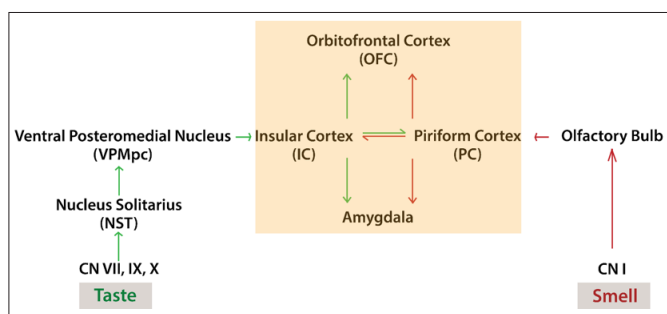 Orbitofrontal Cortex
(OFC)
Ventral Posteromedial Nucleus
(VPMpc)
Insular Cortex
(IC)
Piriform Cortex
(PC)
Olfactory Bulb
Nucleus Solitarius
(NST)
Amygdala
CN VII, IX, X
CN I
Taste
Smell